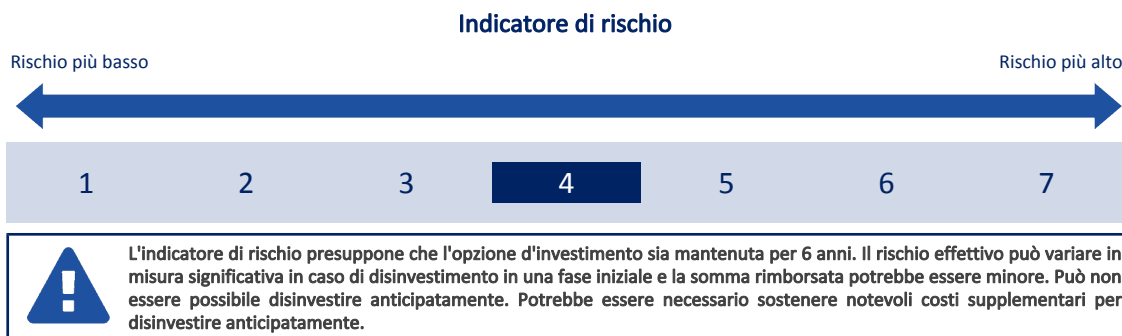 Indicatore di rischio
Rischio più basso
Rischio più alto
1 2 3 4 5 6 7
L'indicatore di rischio presuppone che l'opzione d'investimento sia mantenuta per 6 anni. Il rischio effettivo può variare in
misura significativa in caso di disinvestimento in una fase iniziale e la somma rimborsata potrebbe essere minore. Può non
essere possibile disinvestire anticipatamente. Potrebbe essere necessario sostenere notevoli costi supplementari per
disinvestire anticipatamente.